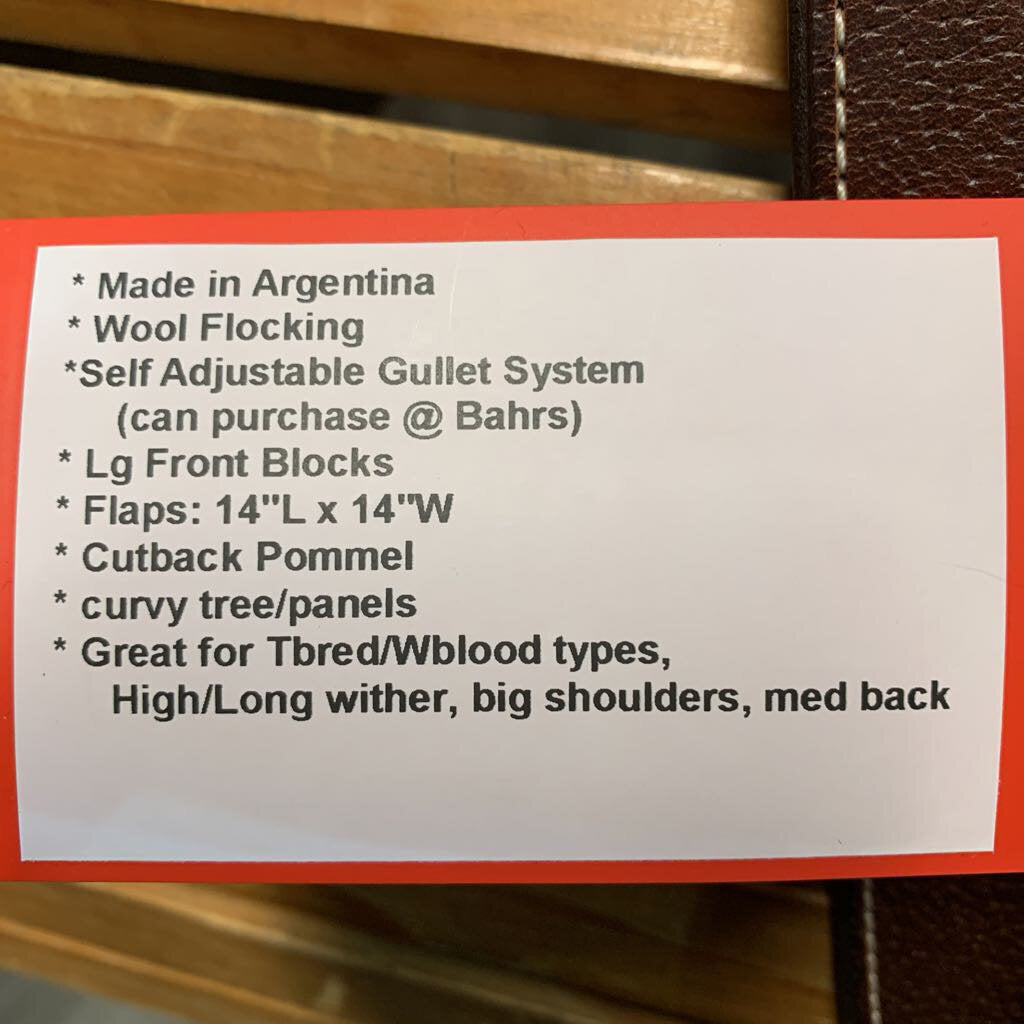 * Made in Argentina
* Wool Flocking
*Self Adjustable Gullet System
(can purchase @ Bahrs)
* Lg Front Blocks
* Flaps: 14"L x 14"W
* Cutback Pommel
* curvy tree/panels
* Great for Tbred/Wblood types,
High/Long wither, big shoulders, med back